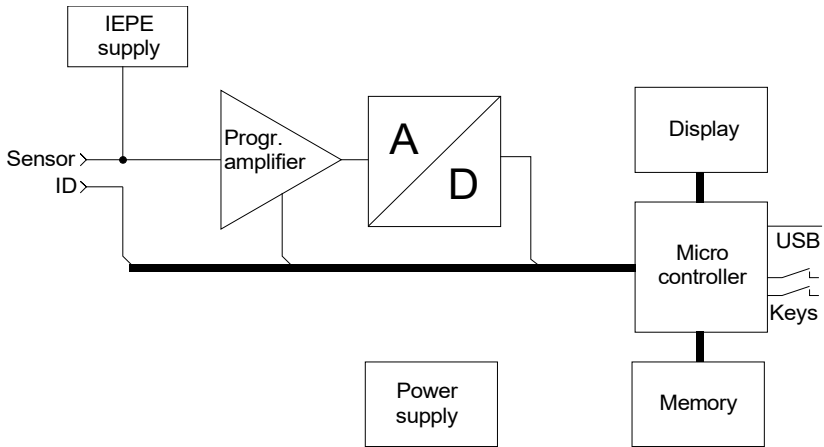 IEPE
supply
Sensor
ID
Progr.
amplifier
A
D
Display
Micro
controller
USB
Keys
Power
supply
Memory